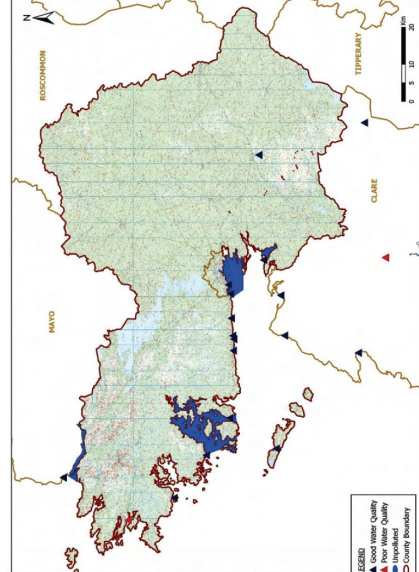 N
ROSCOMMON
MAYO
TIPPERARY
CLARE
0 5 10 20
Km
LEGEND
Good Water Quality
Poor Water Quality
Unpolluted
County Boundary